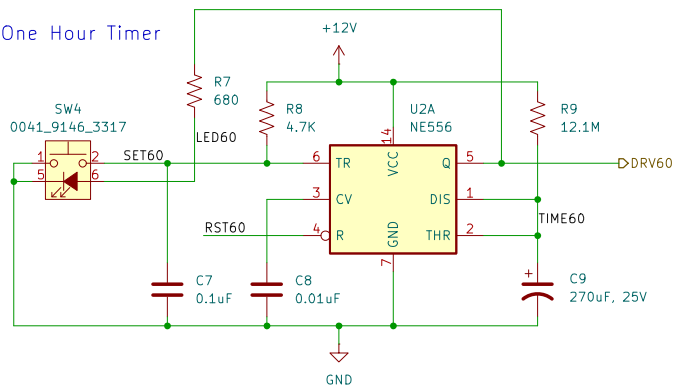 One Hour Timer
+12V
R7
680
SW4
0041_9146_3317
R8
4.7K
U2A
NE556
R9
12.1M
LED60
14
1
2
SET60
6
TR
VCC
Q
5
DRV60
5
6
3
CV
DIS
1
TIME60
RST60
4
R
GND
THR
2
7
C7
0.1uF
C8
0.01uF
+
C9
270uF, 25V
GND